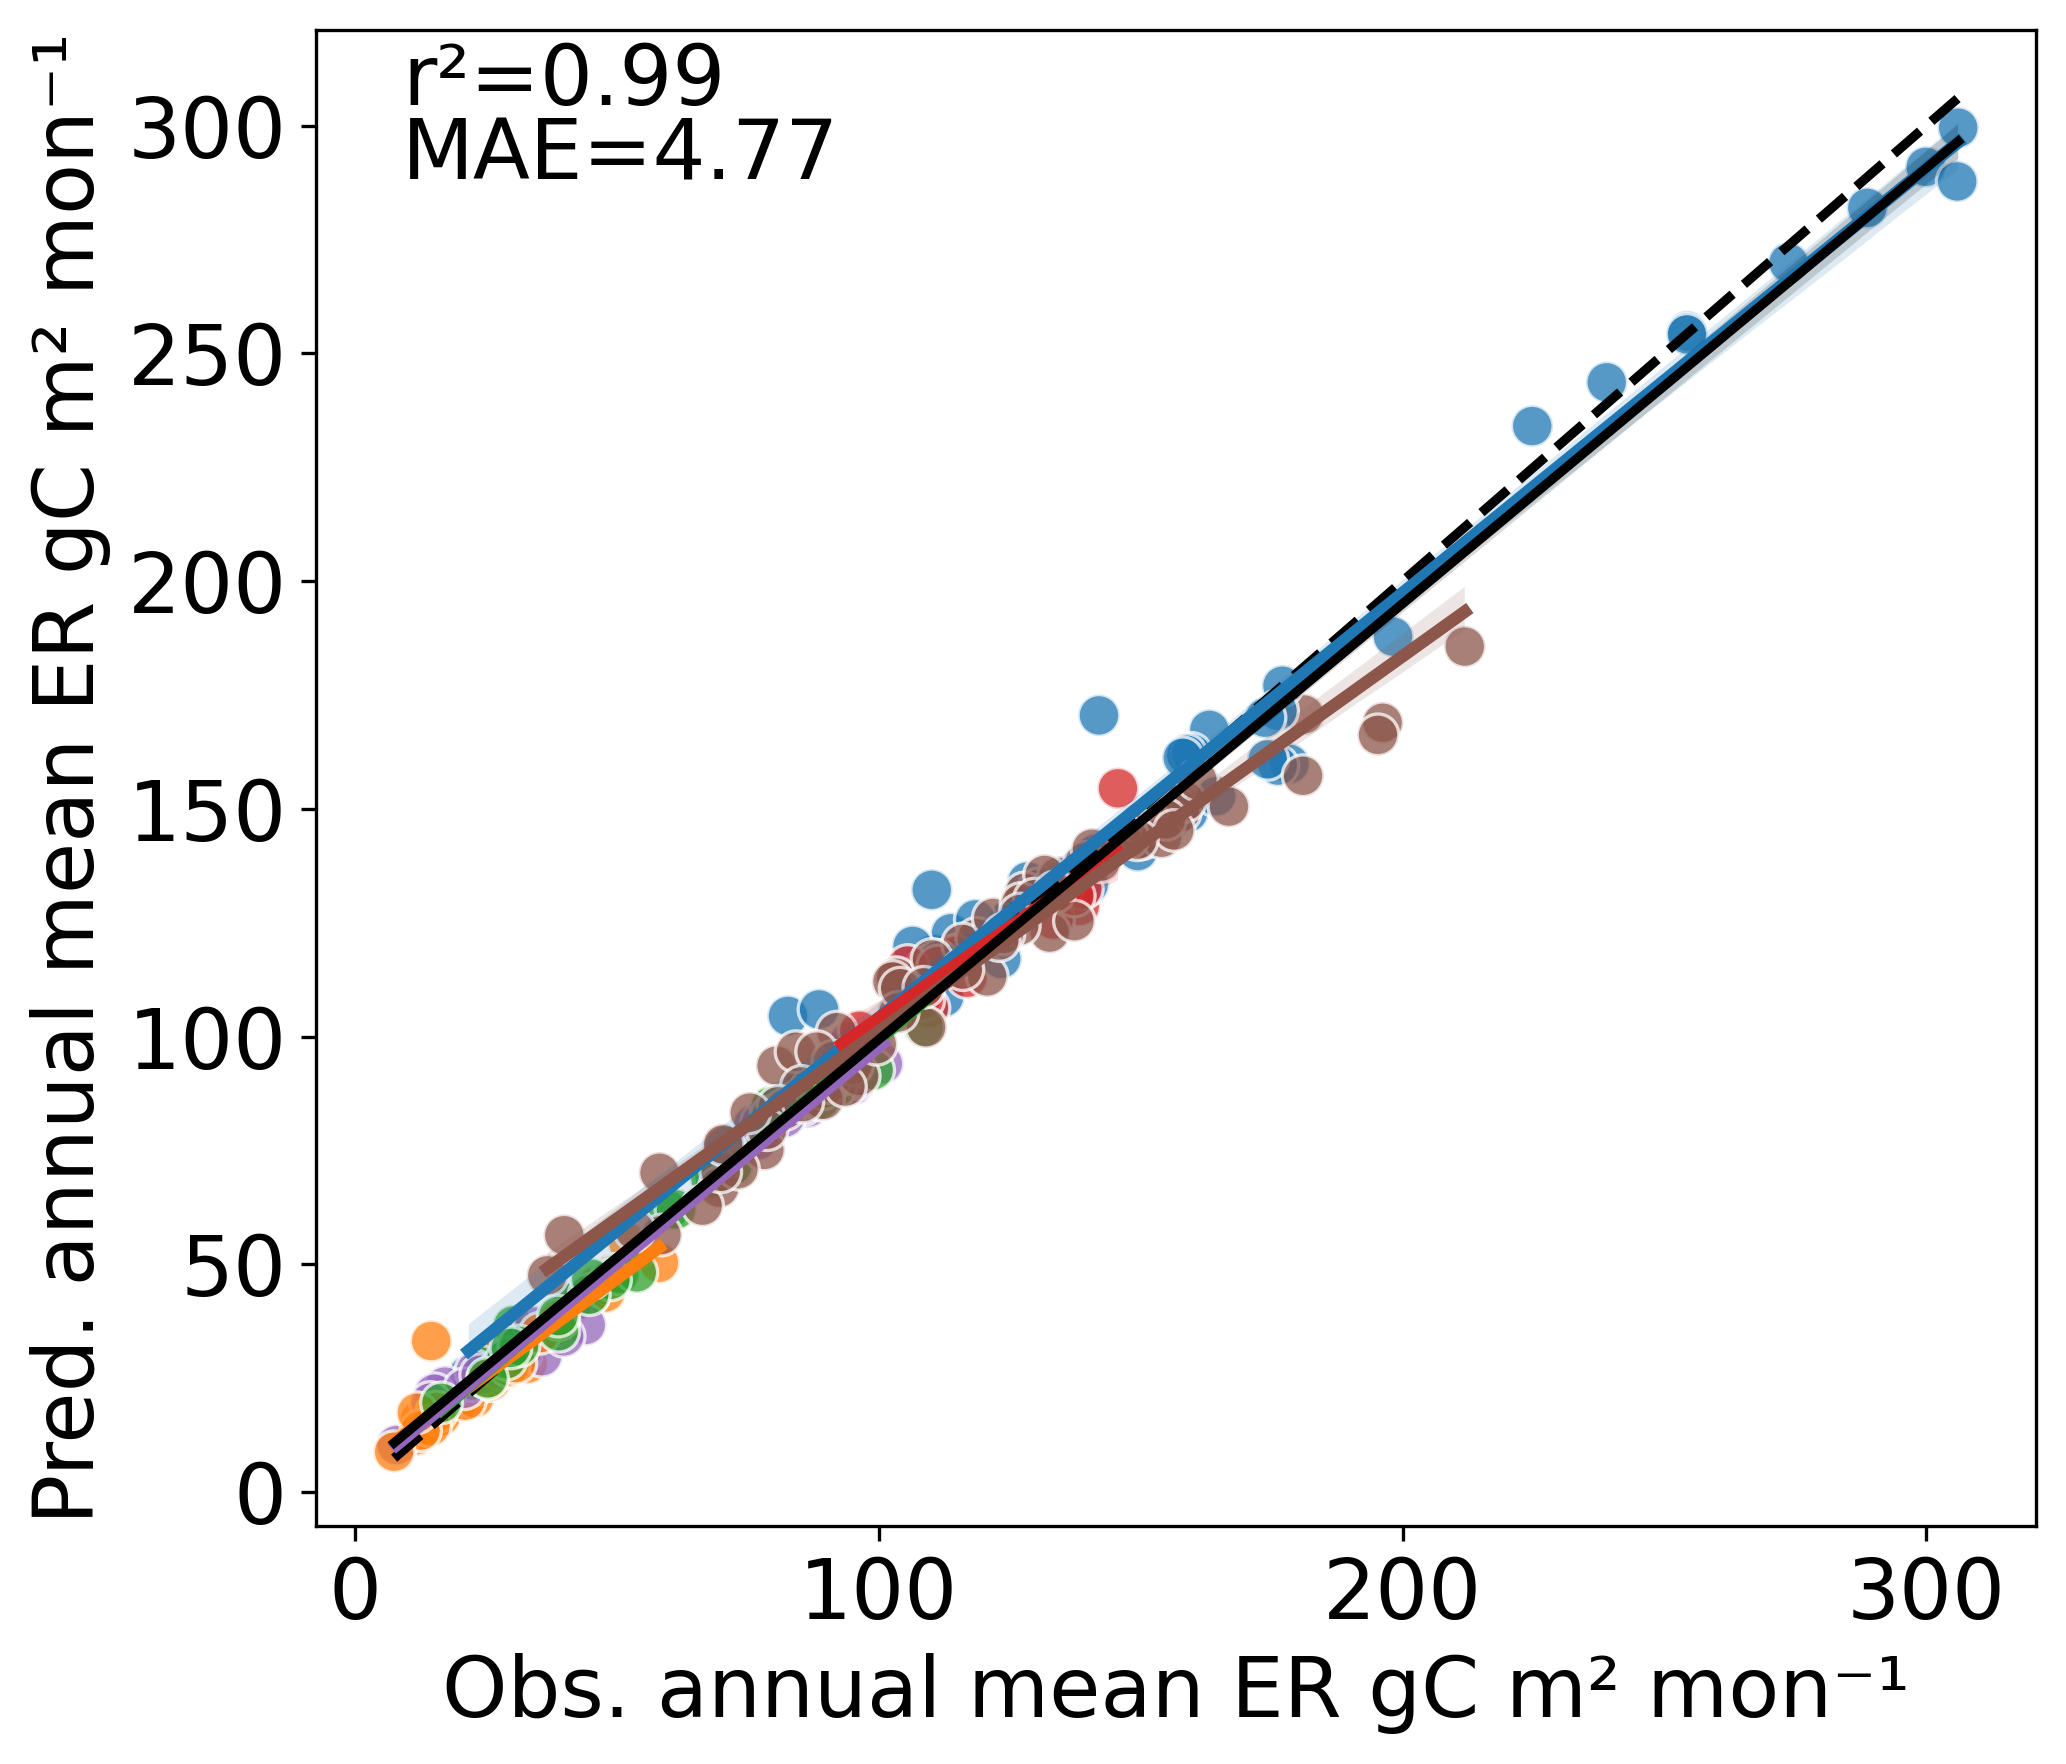 r²=0.99
MAE=4.77
Pred. annual mean ER gC m² mon⁻¹
300
250
200
150
100
50
0
0 100 200 300
Obs. annual mean ER gC m² mon⁻¹